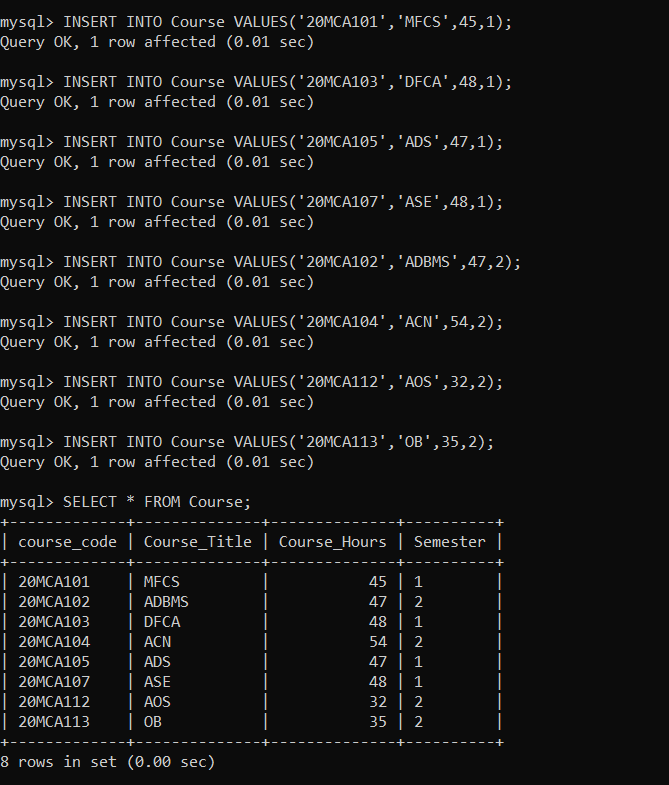 mysql> INSERT INTO Course VALUES('20MCA101','MFCS',45,1);
Query OK, 1 row affected (0.01 sec)

mysql> INSERT INTO Course VALUES('20MCA103','DFCA',48,1);
Query OK, 1 row affected (0.01 sec)

mysql> INSERT INTO Course VALUES('20MCA105','ADS',47,1);
Query OK, 1 row affected (0.01 sec)

mysql> INSERT INTO Course VALUES('20MCA107','ASE',48,1);
Query OK, 1 row affected (0.01 sec)

mysql> INSERT INTO Course VALUES('20MCA102','ADBMS',47,2);
Query OK, 1 row affected (0.01 sec)

mysql> INSERT INTO Course VALUES('20MCA104','ACN',54,2);
Query OK, 1 row affected (0.01 sec)

mysql> INSERT INTO Course VALUES('20MCA112','AOS',32,2);
Query OK, 1 row affected (0.01 sec)

mysql> INSERT INTO Course VALUES('20MCA113','OB',35,2);
Query OK, 1 row affected (0.01 sec)

mysql> SELECT * FROM Course;
+-------------+--------------+--------------+----------+
| course_code | Course_Title | Course_Hours | Semester |
+-------------+--------------+--------------+----------+
| 20MCA101    | MFCS         |           45 | 1        |
| 20MCA102    | ADBMS        |           47 | 2        |
| 20MCA103    | DFCA         |           48 | 1        |
| 20MCA104    | ACN          |           54 | 2        |
| 20MCA105    | ADS          |           47 | 1        |
| 20MCA107    | ASE          |           48 | 1        |
| 20MCA112    | AOS          |           32 | 2        |
| 20MCA113    | OB           |           35 | 2        |
+-------------+--------------+--------------+----------+
8 rows in set (0.00 sec)